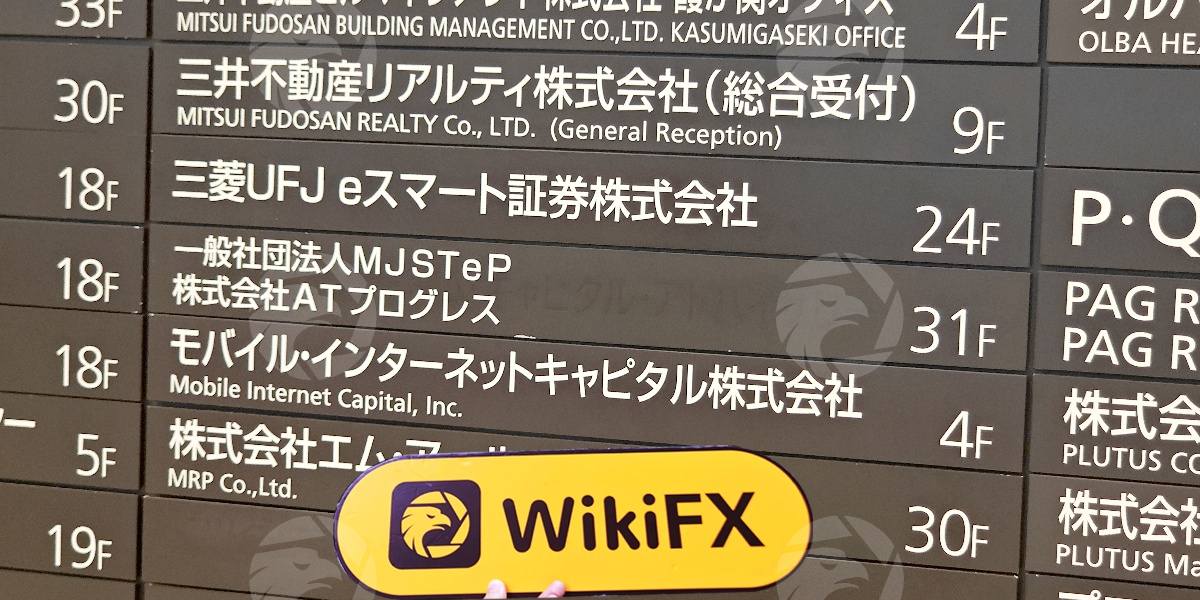 33F
MITSUI FUDOSAN BUILDING MANAGEMENT CO.,LTD. KASUMIGASEKI OFFICE
4F
OLBA HEA
30F
三井不動産リアルティ株式会社(総合受付)
MITSUI FUDOSAN REALTY Co., LTD. (General Reception)
9F
18F
三菱UFJ eスマート証券株式会社
24F
P・Q
18F
一般社団法人MJSTeP
株式会社ATプログレス
31F
PAG R
PAG R
18F
モバイル・インターネットキャピタル株式会社
Mobile Internet Capital, Inc.
4F
株式会
PLUTUS CO
5F
株式会社エム・アール
MRP Co.,Ltd.
30F
株式会社
PLUTUS Ma
19F
WikiFX